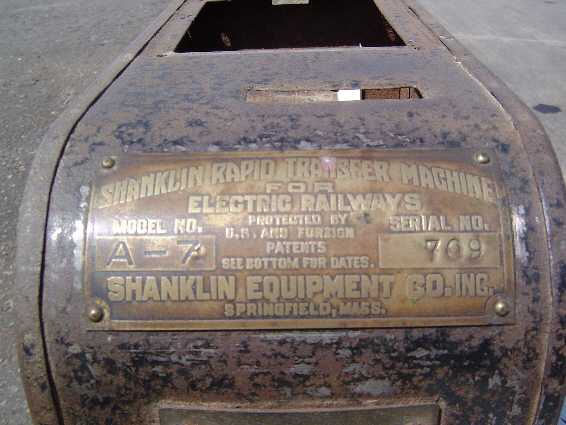 SHANKLIN RAPID TRANSFER MACHINE
FOR
ELECTRIC RAILWAYS
MODEL NO.
A-7
PROTECTED BY
U.S. AND FOREIGN
PATENTS
SEE BOTTOM FOR DATES.
SERIAL NO.
709
SHANKLIN EQUIPMENT CO. INC.
SPRINGFIELD, MASS.